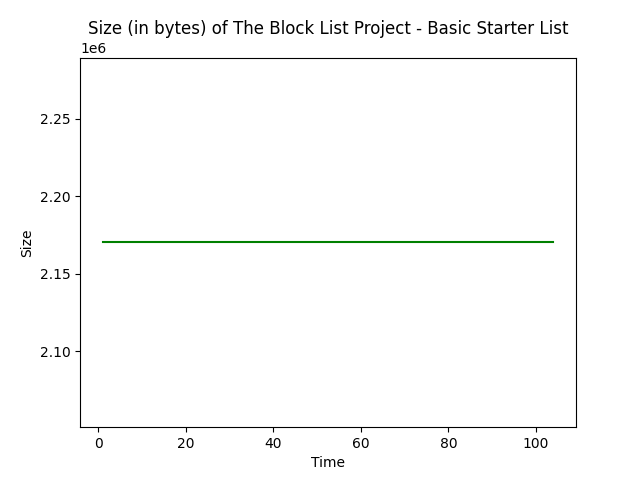 Size (in bytes) of The Block List Project - Basic Starter List
1e6
2.25
2.20
2.15
2.10
Size
0 20 40 60 80 100
Time